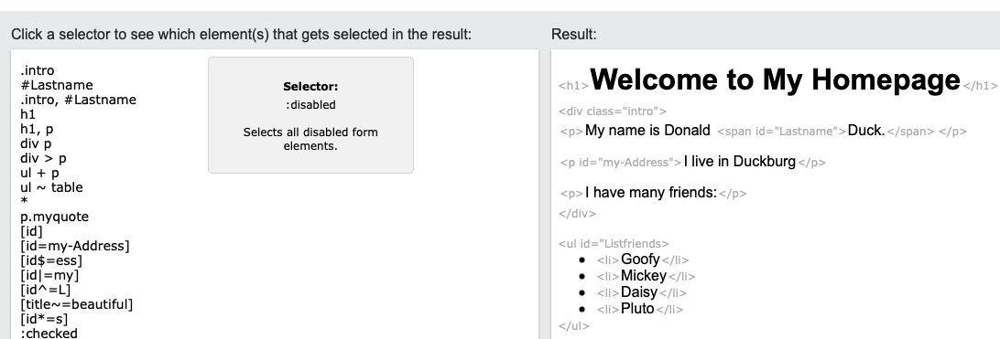 Click a selector to see which element(s) that gets selected in the result:
.intro
#Lastname
.intro, #Lastname
h1
h1, p
div p
div > p
ul + p
ul ~ table
*
p.myquote
[id]
[id=my-Address]
[id$=ess]
[id|=my]
[id^=L]
[title~=beautiful]
[id*=s]
:checked
Selector:
:disabled
Selects all disabled form
elements.
Result:
<h1>Welcome to My Homepage</h1>
<div class="intro">
<p>My name is Donald <span id="Lastname">Duck.</span> </p>
<p id="my-Address">I live in Duckburg</p>
<p>I have many friends:</p>
</div>
<ul id="Listfriends>
• <li>Goofy</li>
• <li>Mickey</li>
• <li>Daisy</li>
• <li>Pluto</li>
</ul>